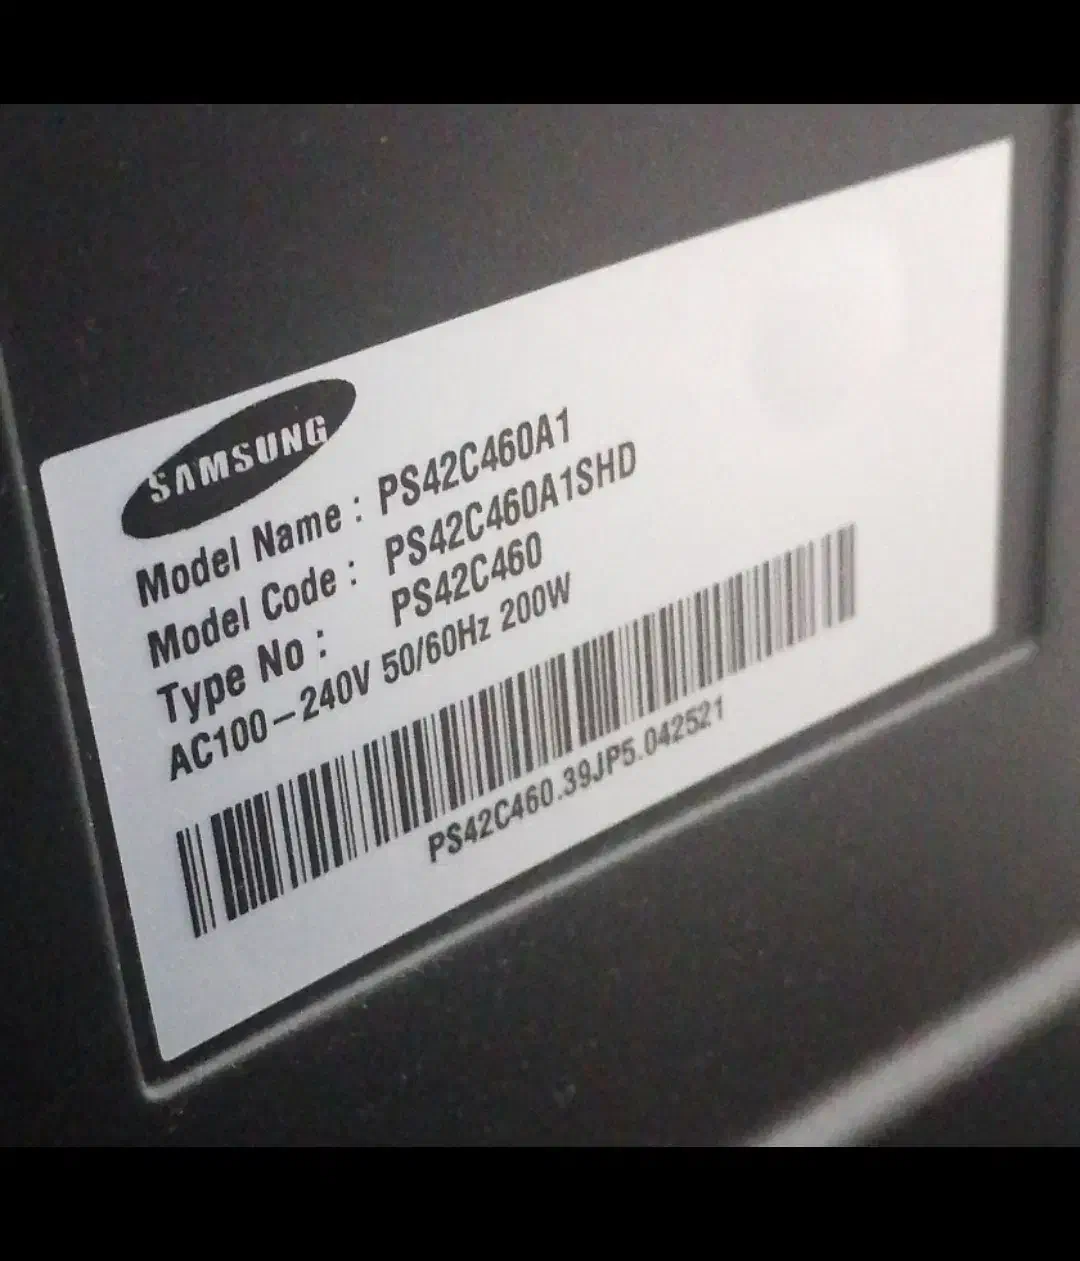 SAMSUNG
Model Name : PS42C460A1
Model Code : PS42C460A1SHD
Type No : PS42C460
AC100-240V 50/60Hz 200W
PS42C460.39JP5.042521